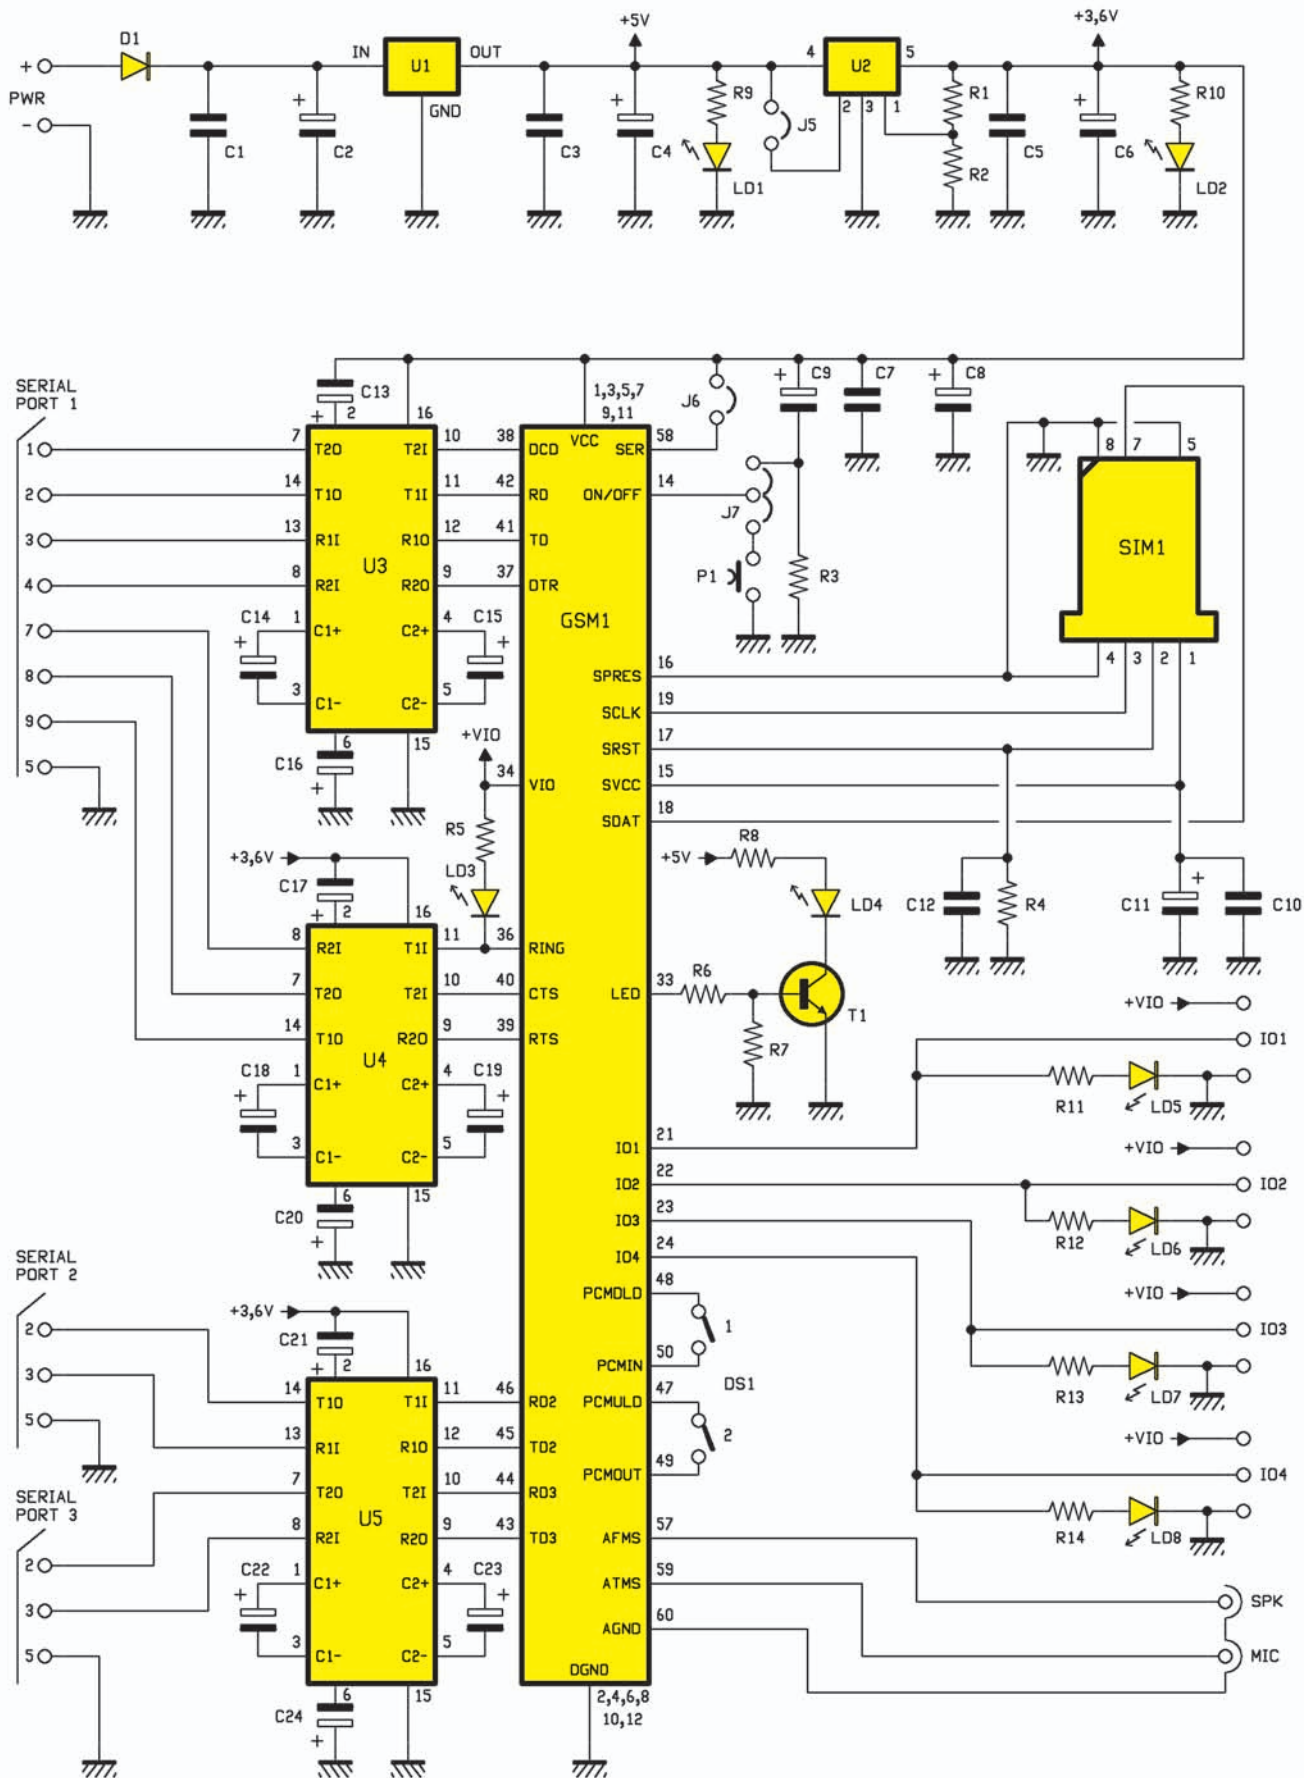 +5V
+3,6V
D1
IN
OUT
4
5
+
U1
U2
R9
2
3
1
R1
R10
PWR
GND
+
+
J5
+
-
C1
C2
C3
C4
R2
C5
C6
LD1
LD2
SERIAL
PORT 1
C13
+
2
16
1,3,5,7
9,11
J6
+
C9
C7
+
C8
1
7
T2O
T2I
10
38
DCD
VCC
SER
58
8
7
5
2
14
T1O
T1I
11
42
RD
ON/OFF
14
J7
3
13
R1I
R1O
12
41
TD
U3
SIM1
4
8
R2I
R2O
9
37
DTR
P1
R3
7
C14
+
1
C1+
C2+
4
C15
+
GSM1
8
3
C1-
C2-
5
SPRES
16
4
3
2
1
9
6
15
SCLK
19
C16
+
+VIO
SRST
17
5
34
VIO
SVCC
15
R5
SDAT
18
+3,6V
LD3
+5V
R8
C17
+
2
16
LD4
C12
R4
C11
+
C10
8
R2I
T1I
11
36
RING
7
T2O
T2I
10
40
CTS
LED
33
R6
T1
+VIO
14
T1O
R2O
9
39
RTS
R7
IO1
U4
C18
+
1
C1+
C2+
4
C19
+
R11
LD5
3
C1-
C2-
5
IO1
21
+VIO
6
15
IO2
22
IO2
C20
+
IO3
23
R12
LD6
SERIAL
PORT 2
IO4
24
+3,6V
PCMDLD
48
+VIO
2
C21
+
2
16
1
IO3
3
PCMIN
50
R13
LD7
DS1
14
T1O
T1I
11
46
RD2
PCMULD
47
5
13
R1I
R1O
12
45
TD2
2
+VIO
SERIAL
PORT 3
PCMOUT
49
IO4
7
T2O
T2I
10
44
RD3
U5
R14
LD8
8
R2I
R2O
9
43
TD3
AFMS
57
2
C22
+
1
C1+
C2+
4
C23
+
ATMS
59
SPK
3
AGND
60
5
3
C1-
C2-
5
MIC
DGND
6
15
2,4,6,8
10,12
C24
+